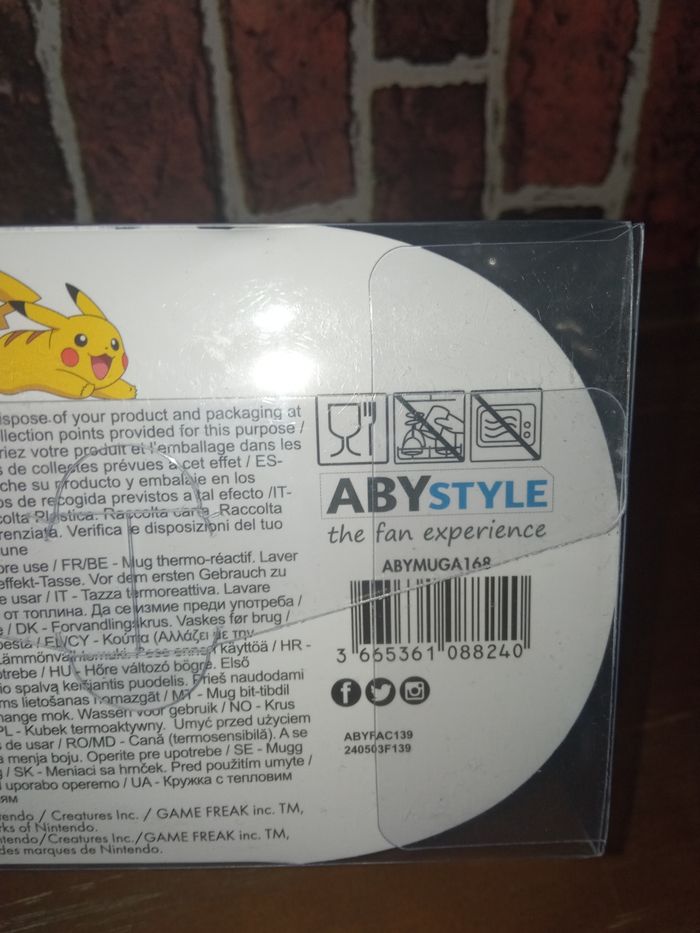 ispose of your product and packaging at
llection points provided for this purpose /
riez votre produit et l'emballage dans les
s de collectes prévues à cet effet / ES-
che su producto y embalaje en los
os de recogida previstos a tal efecto /IT-
colta Plastica. Raccolta carta. Raccolta
renziata. Verifica le disposizioni del tuo
une
ore use / FR/BE - Mug thermo-réactif. Laver
effekt-Tasse. Vor dem ersten Gebrauch zu
e usar / IT - Tazza termoreattiva. Lavare
от топлина. Да се измие преди употреба /
e / DK - Forvandlingskrus. Vaskes før brug /
besta / EL/CY - Κούπα (Αλλάζει με την
Lämmönvaihtomuki. Pese ennen käyttöä / HR -
otrebe / HU - Hőre változó bögre. Első
io spalvą keičiantis puodelis. Prieš naudodami
ms lietošanas nomazgāt / MT - Mug bit-tibdil
hange mok. Wassen voor gebruik / NO - Krus
PL - Kubek termoaktywny. Umyć przed użyciem
s de usar / RO/MD - Cană (termosensibilă). A se
a menja boju. Operite pre upotrebe / SE - Mugg
g / SK - Meniaci sa hrnček. Pred použitím umyte /
d uporabo operemo / UA - Кружка с тепловим
ям
endo / Creatures Inc. / GAME FREAK inc. TM,
rks of Nintendo.
ntendo / Creatures Inc. / GAME FREAK inc. TM,
des marques de Nintendo.
ABYSTYLE
the fan experience
ABYMUGA168
3 665361 088240
ABYFAC139
240503F139